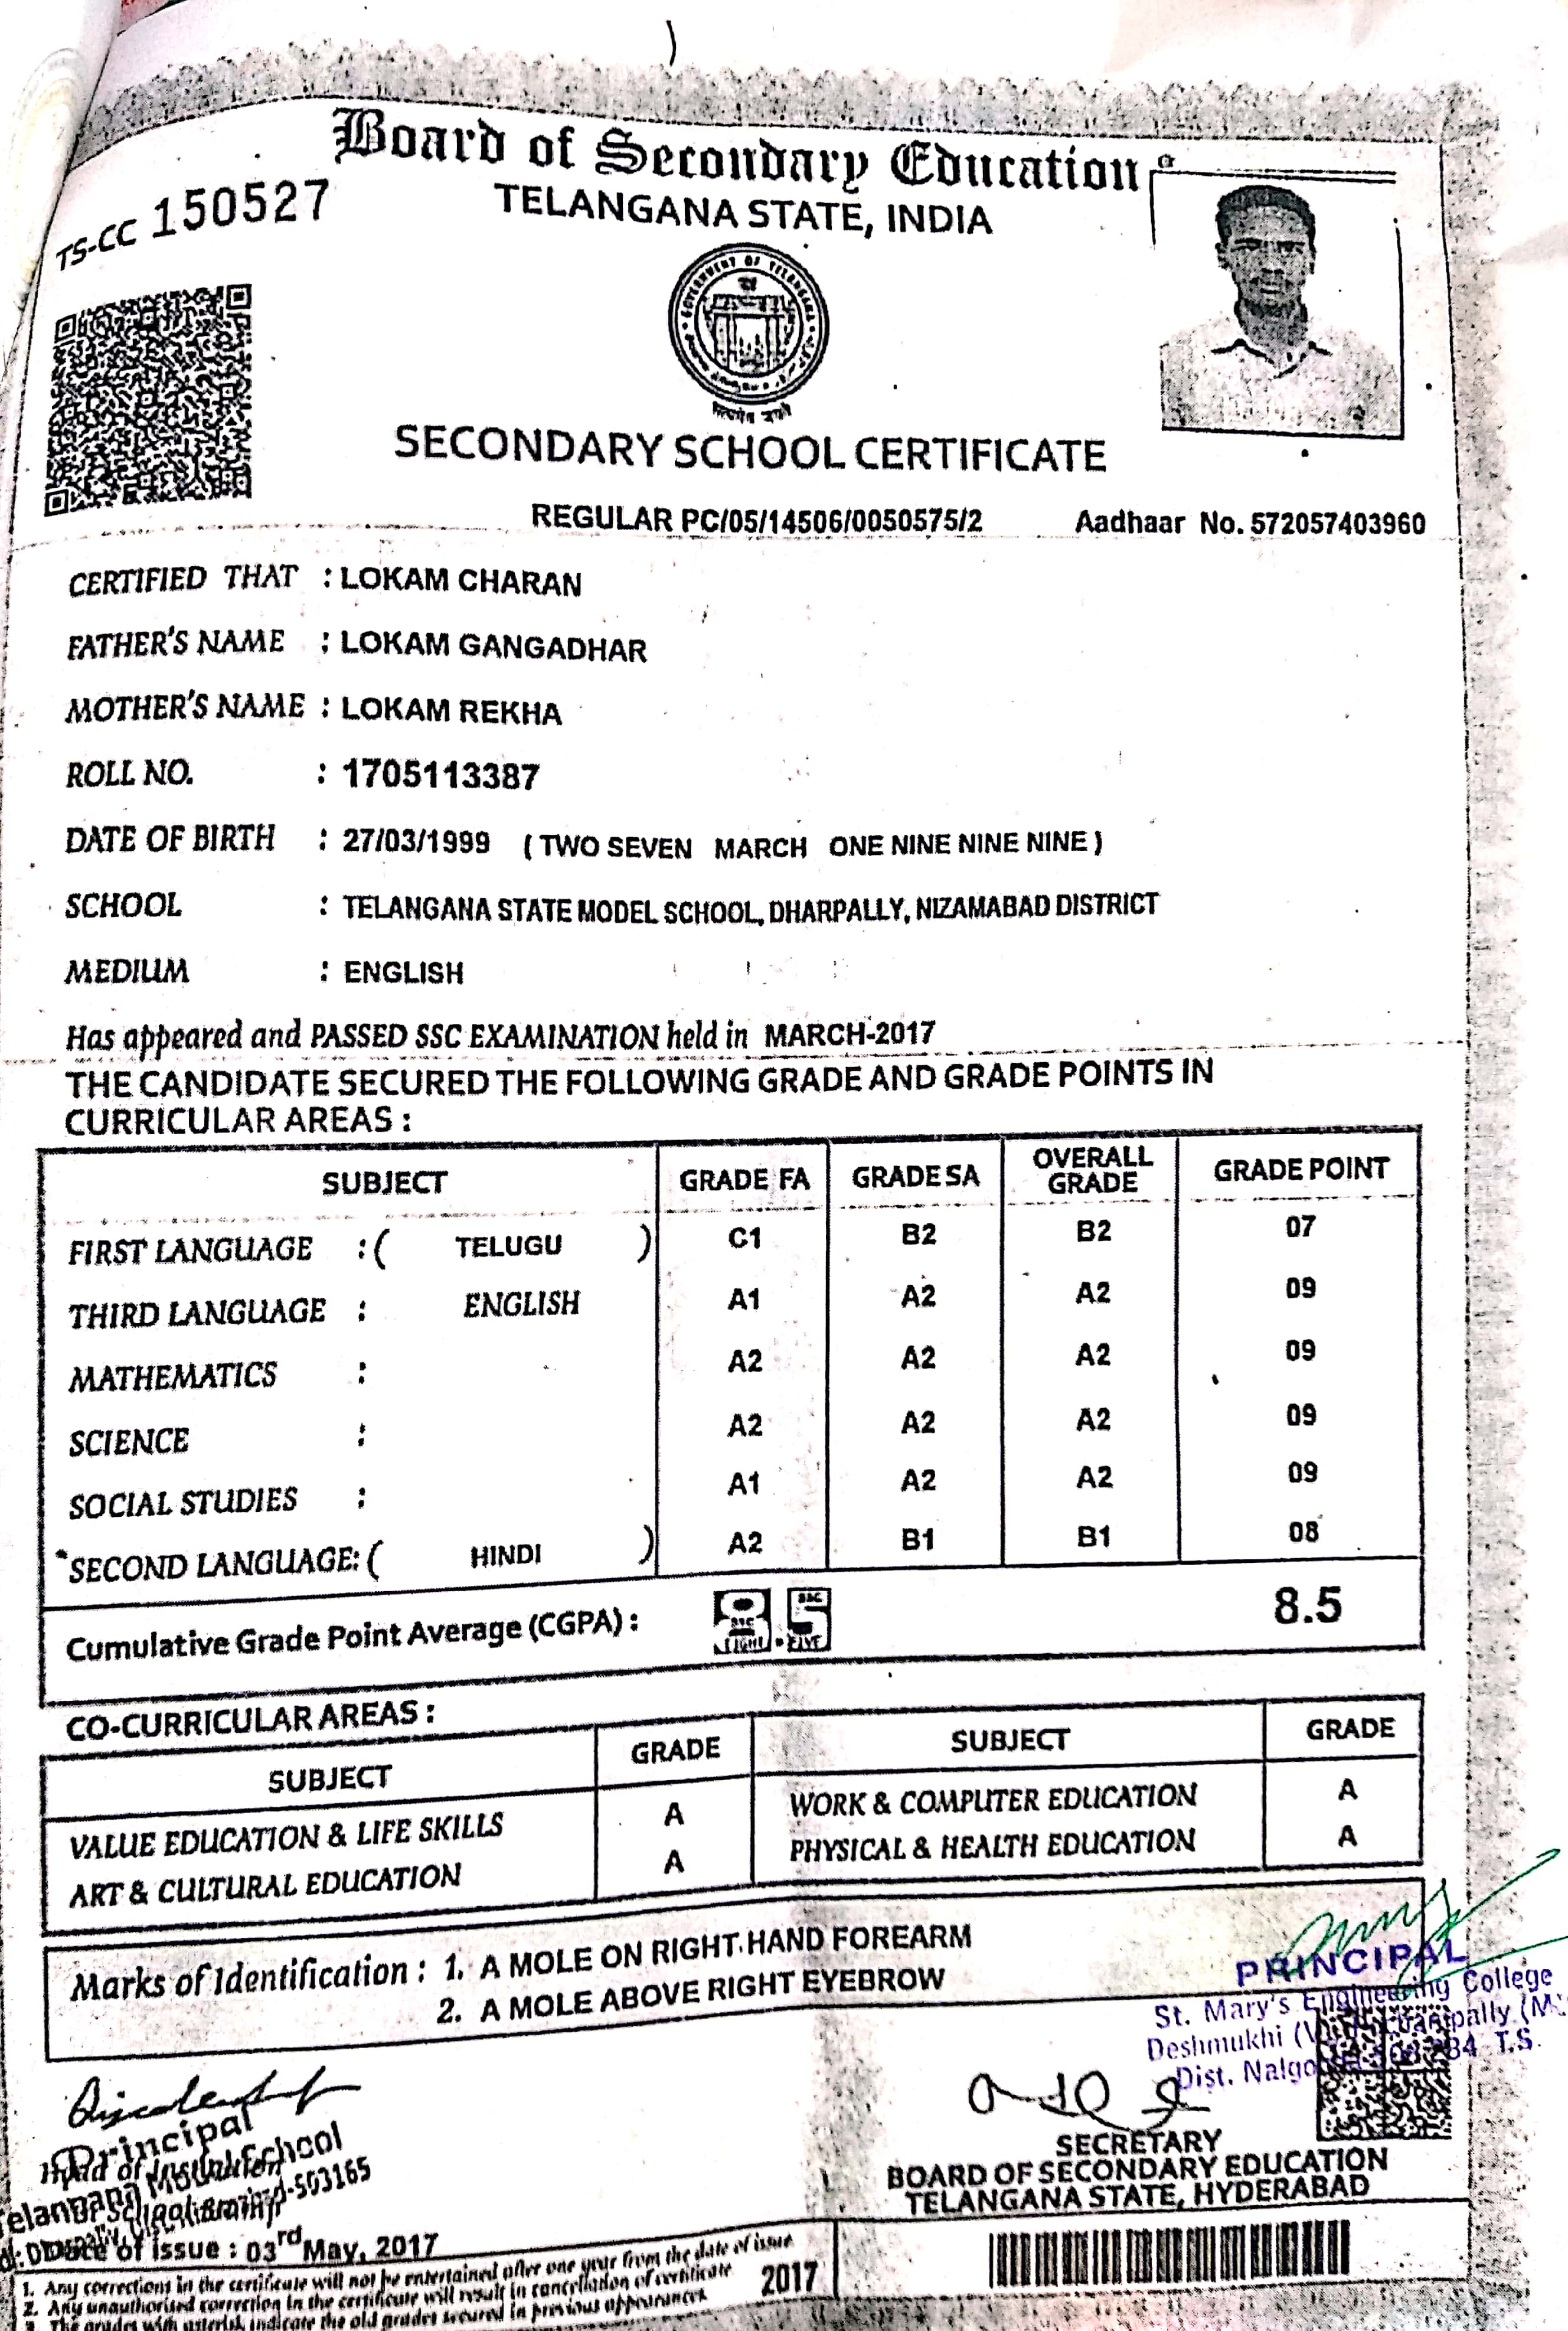 Board of Secondary Education
TELANGANA STATE, INDIA
TS-CC 150527
GOVERNMENT OF TELANGANA
SECONDARY SCHOOL CERTIFICATE
REGULAR PC/05/14506/0050575/2 Aadhaar No. 572057403960
CERTIFIED THAT : LOKAM CHARAN
FATHER'S NAME : LOKAM GANGADHAR
MOTHER'S NAME : LOKAM REKHA
ROLL NO. : 1705113387
DATE OF BIRTH : 27/03/1999 ( TWO SEVEN MARCH ONE NINE NINE NINE )
SCHOOL : TELANGANA STATE MODEL SCHOOL, DHARPALLY, NIZAMABAD DISTRICT
MEDIUM : ENGLISH
Has appeared and PASSED SSC EXAMINATION held in MARCH-2017
THE CANDIDATE SECURED THE FOLLOWING GRADE AND GRADE POINTS IN
CURRICULAR AREAS :
SUBJECT GRADE FA GRADE SA OVERALL GRADE GRADE POINT
FIRST LANGUAGE : ( TELUGU ) C1 B2 B2 07
THIRD LANGUAGE : ENGLISH A1 A2 A2 09
MATHEMATICS : A2 A2 A2 09
SCIENCE : A2 A2 A2 09
SOCIAL STUDIES : A1 A2 A2 09
*SECOND LANGUAGE: ( HINDI ) A2 B1 B1 08
Cumulative Grade Point Average (CGPA) : 8.5
CO-CURRICULAR AREAS :
SUBJECT GRADE SUBJECT GRADE
VALUE EDUCATION & LIFE SKILLS A WORK & COMPUTER EDUCATION A
ART & CULTURAL EDUCATION A PHYSICAL & HEALTH EDUCATION A
Marks of Identification : 1. A MOLE ON RIGHT HAND FOREARM
2. A MOLE ABOVE RIGHT EYEBROW
PRINCIPAL
St. Mary's Engineering College
Deshmukhi
Dist. T.S.
Principal
Head of Institution
School
SECRETARY
BOARD OF SECONDARY EDUCATION
TELANGANA STATE, HYDERABAD
Date of issue : 03rd May, 2017
1. Any corrections in the certificate will not be entertained after one year from the date of issue
2. Any unauthorised correction in the certificate will result in cancellation of certificate
3. The grades with asterisk indicate the old grades secured in previous appearances
2017